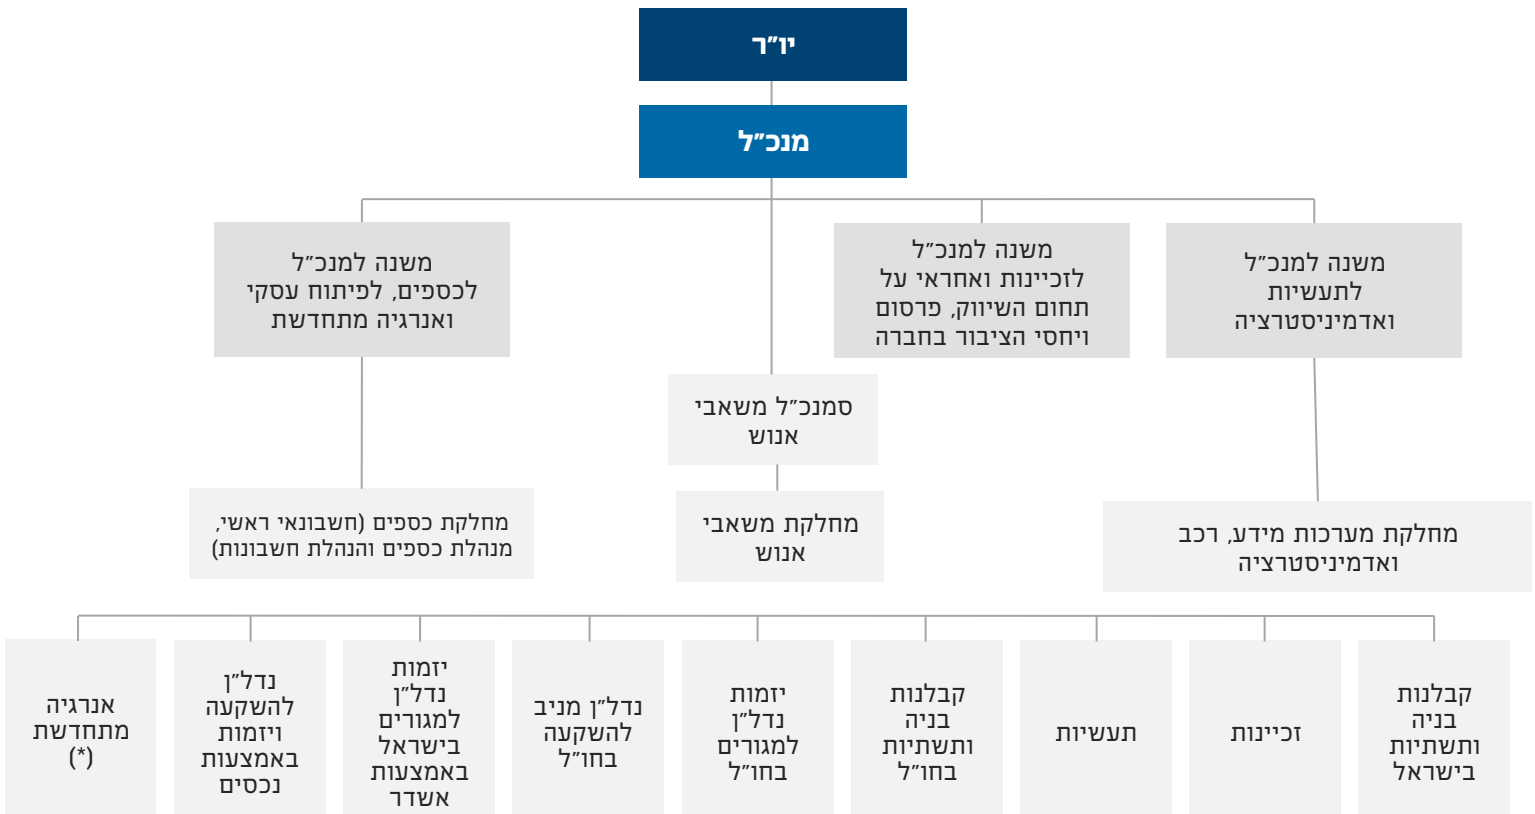 יו"ר
מנכ"ל
משנה למנכ"ל
לתעשיות
ואדמיניסטרציה
משנה למנכ"ל
לזכיינות ואחראי על
תחום השיווק, פרסום
ויחסי הציבור בחברה
משנה למנכ"ל
לכספים, לפיתוח עסקי
ואנרגיה מתחדשת
סמנכ"ל משאבי
אנוש
מחלקת מערכות מידע, רכב
ואדמיניסטרציה
מחלקת משאבי
אנוש
מחלקת כספים (חשבונאי ראשי,
מנהלת כספים והנהלת חשבונות)
קבלנות
בניה
ותשתיות
בישראל
זכיינות
תעשיות
קבלנות
בניה
ותשתיות
בחו"ל
יזמות
נדל"ן
למגורים
בחו"ל
נדל"ן מניב
להשקעה
בחו"ל
יזמות
נדל"ן
למגורים
בישראל
באמצעות
אשדר
נדל"ן
להשקעה
ויזמות
באמצעות
נכסים
אנרגיה
מתחדשת
(*)